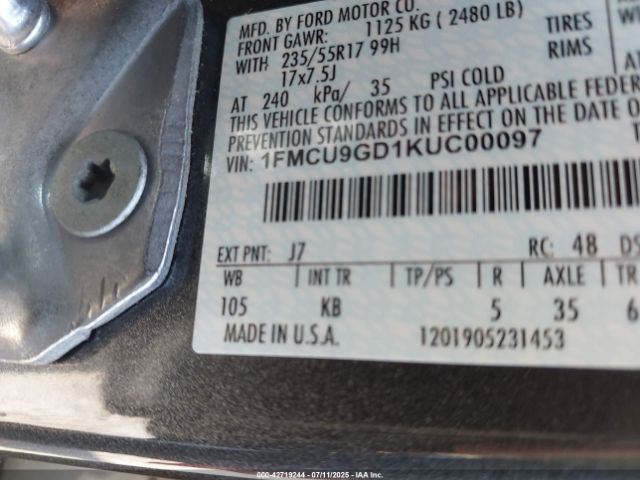 MFD. BY FORD MOTOR CO.
FRONT GAWR: 1125 KG ( 2480 LB)
WITH 235/55R17 99H TIRES
17x7.5J RIMS
AT 240 kPa/ 35 PSI COLD
THIS VEHICLE CONFORMS TO ALL APPLICABLE FEDER
PREVENTION STANDARDS IN EFFECT ON THE DATE O
VIN: 1FMCU9GD1KUC00097
EXT PNT: J7 RC: 48 DS
WB INT TR TP/PS R AXLE TR
105 KB 5 35 6
MADE IN U.S.A. 1201905231453
000-42719244 - 07/11/2025 - IAA Inc.